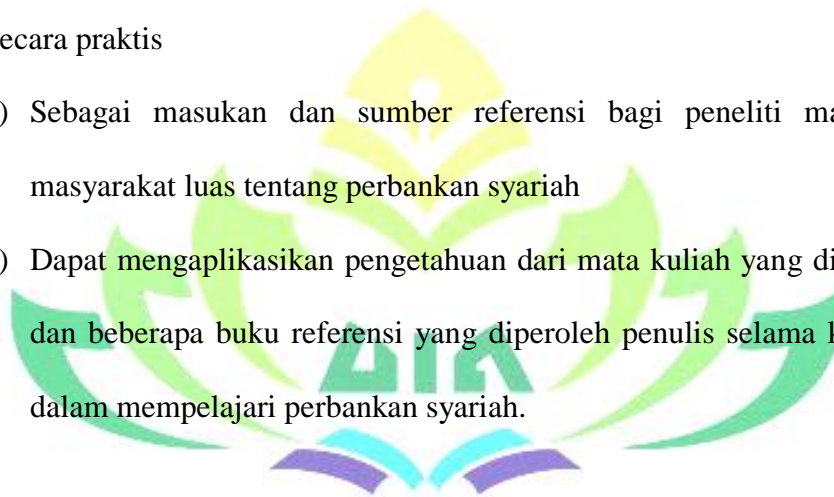 ecara praktis
) Sebagai masukan dan sumber referensi bagi peneliti ma
masyarakat luas tentang perbankan syariah
) Dapat mengaplikasikan pengetahuan dari mata kuliah yang di
dan beberapa buku referensi yang diperoleh penulis selama k
dalam mempelajari perbankan syariah.